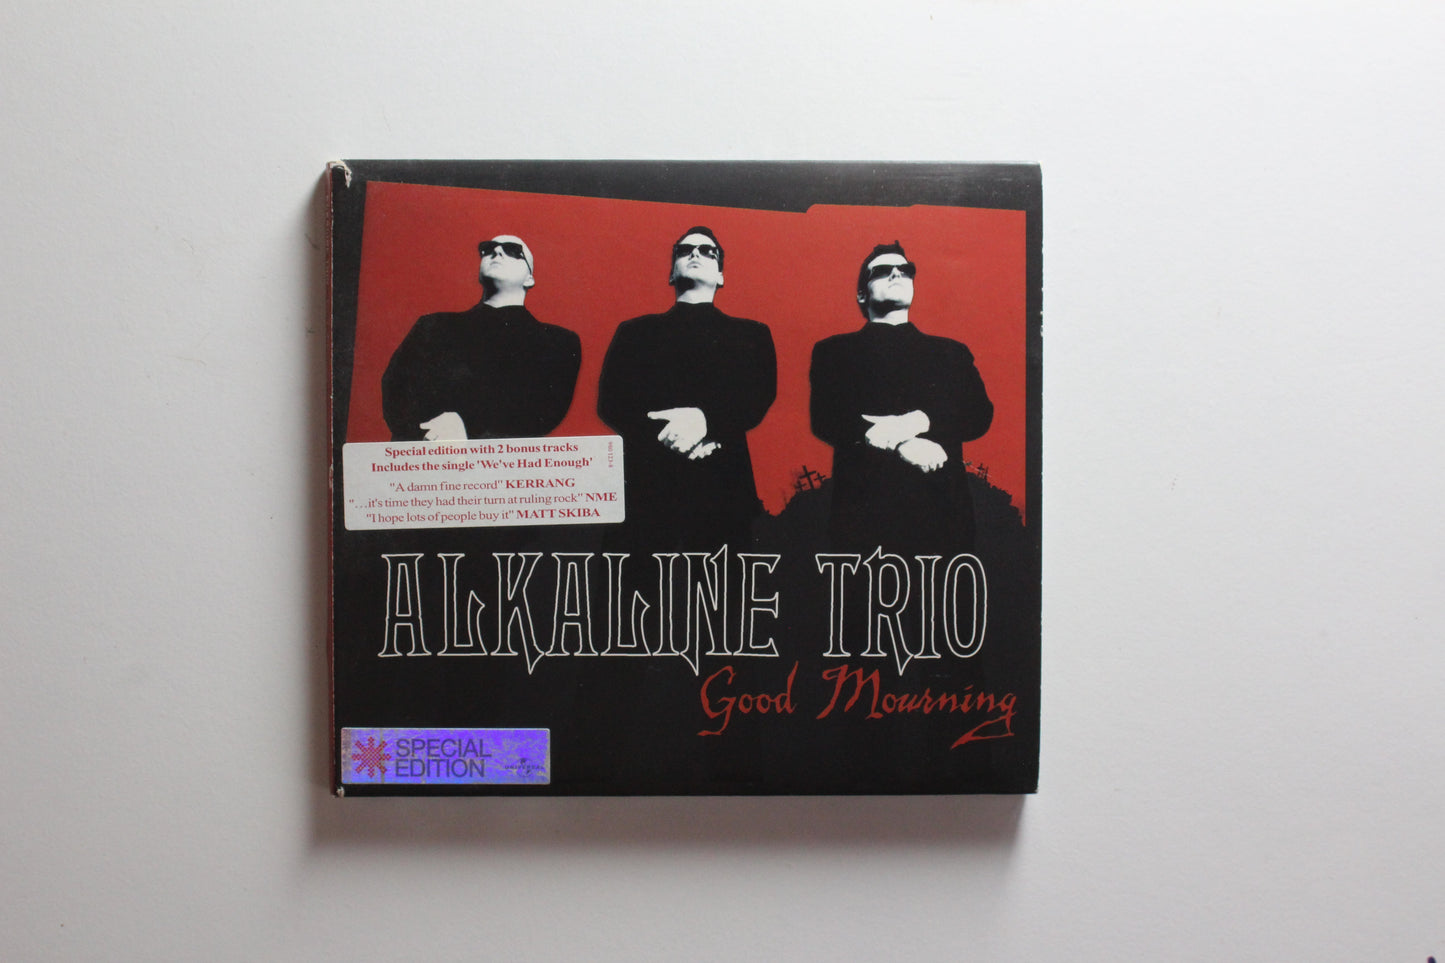 Special edition with 2 bonus tracks
Includes the single 'We've Had Enough'
"A damn fine record" KERRANG
"...it's time they had their turn at ruling rock" NME
"I hope lots of people buy it" MATT SKIBA
ALKALINE TRIO
Good Mourning
SPECIAL
EDITION
UNIVERSAL